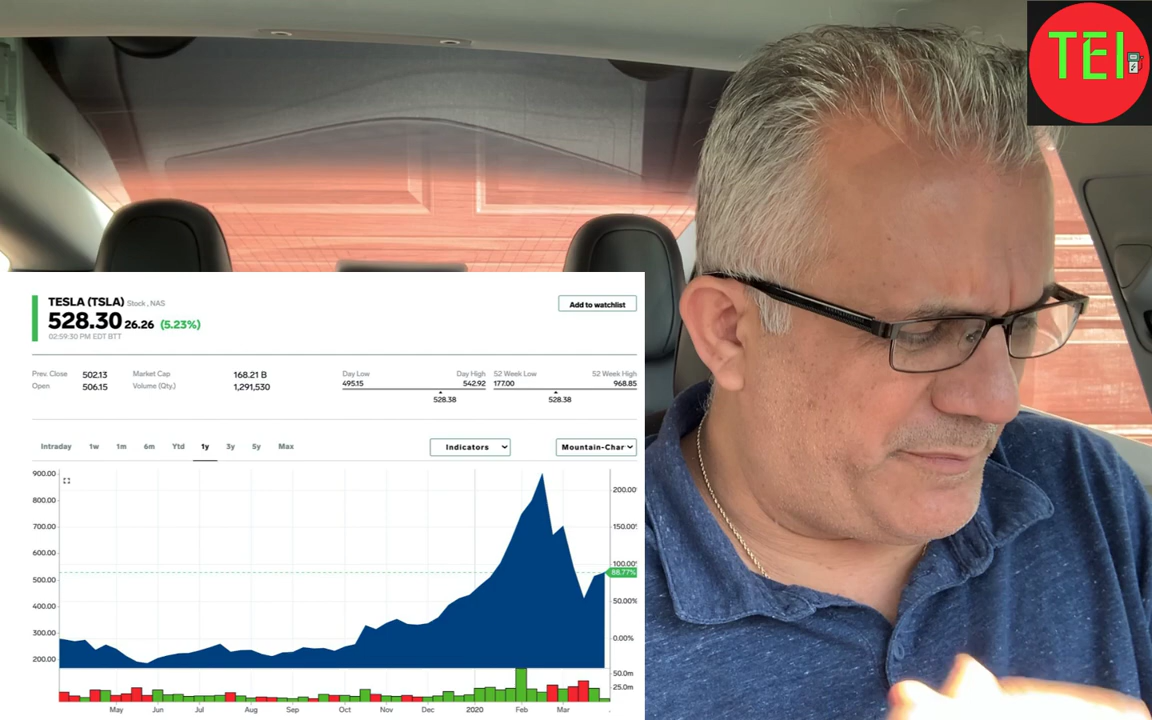 TEI
TESLA (TSLA) Stock , NAS
Add to watchlist
528.30 26.26 (5.23%)
02:59:30 PM EDT BTT
Prev. Close 502.13 Market Cap 168.21 B Day Low Day High 52 Week Low 52 Week High
Open 506.15 Volume (Qty.) 1,291,530 495.15 542.92 177.00 968.85
528.38 528.38
Intraday 1w 1m 6m Ytd 1y 3y 5y Max Indicators Mountain-Char
900.00
800.00 200.00
700.00 150.00
600.00 100.00
88.77%
500.00 50.00%
400.00
300.00 0.00%
200.00
50.0m
25.0m
May Jun Jul Aug Sep Oct Nov Dec 2020 Feb Mar